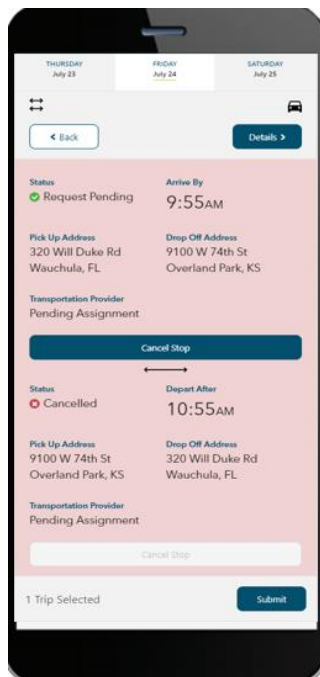 THURSDAY FRIDAY SATURDAY
July 23 July 24 July 25
< Back Details >
Status Arrive By
Request Pending 9:55AM
Pick Up Address Drop Off Address
320 Will Duke Rd 9100 W 74th St
Wauchula, FL Overland Park, KS
Transportation Provider
Pending Assignment
Cancel Stop
Status Depart After
Cancelled 10:55AM
Pick Up Address Drop Off Address
9100 W 74th St 320 Will Duke Rd
Overland Park, KS Wauchula, FL
Transportation Provider
Pending Assignment
Cancel Stop
1 Trip Selected Submit